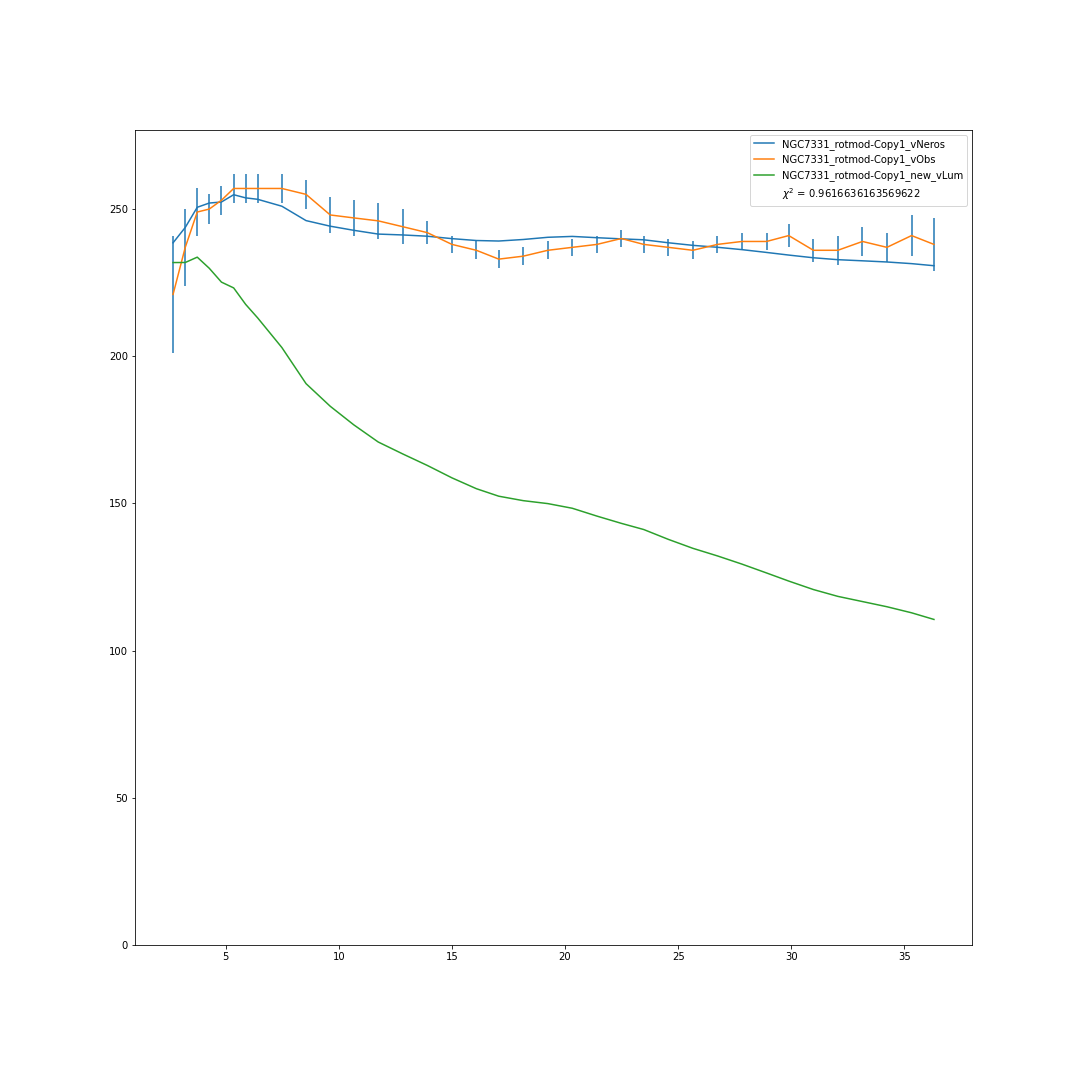 NGC7331_rotmod-Copy1_vNeros
NGC7331_rotmod-Copy1_vObs
NGC7331_rotmod-Copy1_new_vLum
χ² = 0.9616636163569622
250
200
150
100
50
0
5 10 15 20 25 30 35